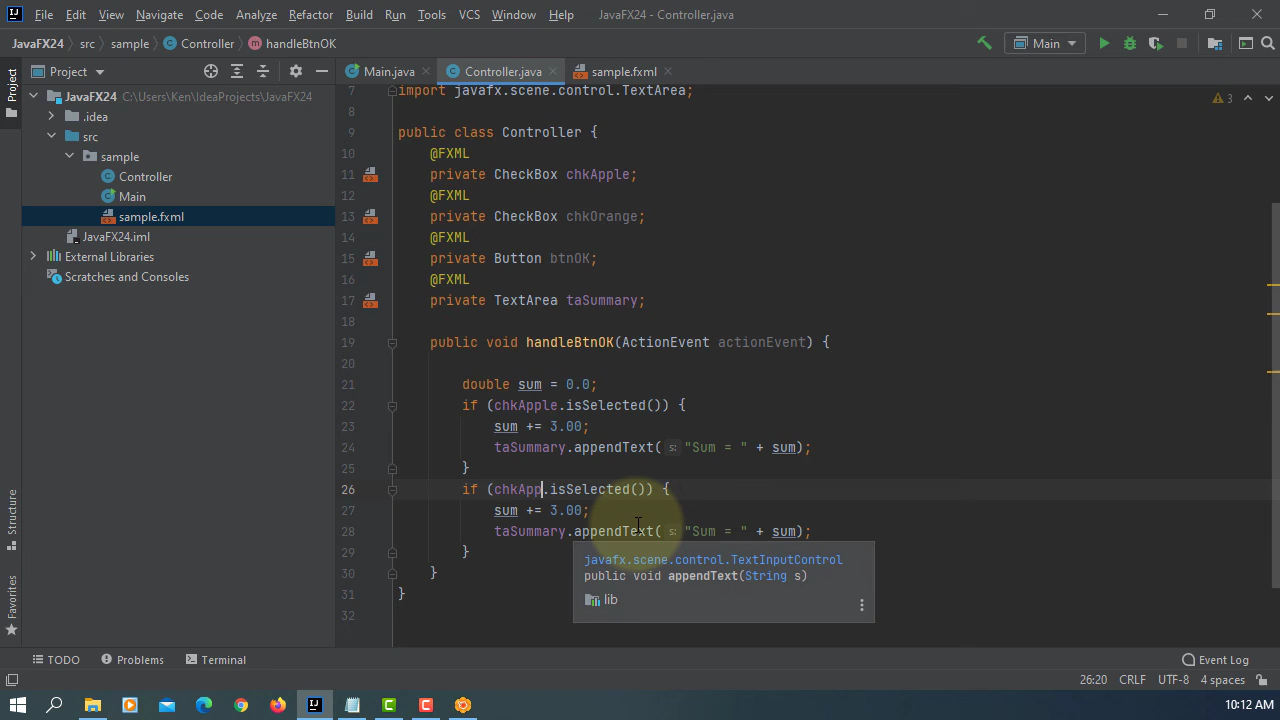 File Edit View Navigate Code Analyze Refactor Build Run Tools VCS Window Help JavaFX24 - Controller.java
JavaFX24 src sample Controller handleBtnOK Main
Project Project Main.java Controller.java sample.fxml
JavaFX24 C:\Users\Ken\IdeaProjects\JavaFX24
.idea
src
sample
Controller
Main
sample.fxml
JavaFX24.iml
External Libraries
Scratches and Consoles
Structure
Favorites
7 import javafx.scene.control.TextArea; 3
8
9 public class Controller {
10 @FXML
11 private CheckBox chkApple;
12 @FXML
13 private CheckBox chkOrange;
14 @FXML
15 private Button btnOK;
16 @FXML
17 private TextArea taSummary;
18
19 public void handleBtnOK(ActionEvent actionEvent) {
20
21 double sum = 0.0;
22 if (chkApple.isSelected()) {
23 sum += 3.00;
24 taSummary.appendText( s: "Sum = " + sum);
25 }
26 if (chkApp.isSelected()) {
27 sum += 3.00;
28 taSummary.appendText( s: "Sum = " + sum);
29 }
30 }
31 }
32
javafx.scene.control.TextInputControl
public void appendText(String s)
lib
TODO Problems Terminal Event Log
26:20 CRLF UTF-8 4 spaces
10:12 AM